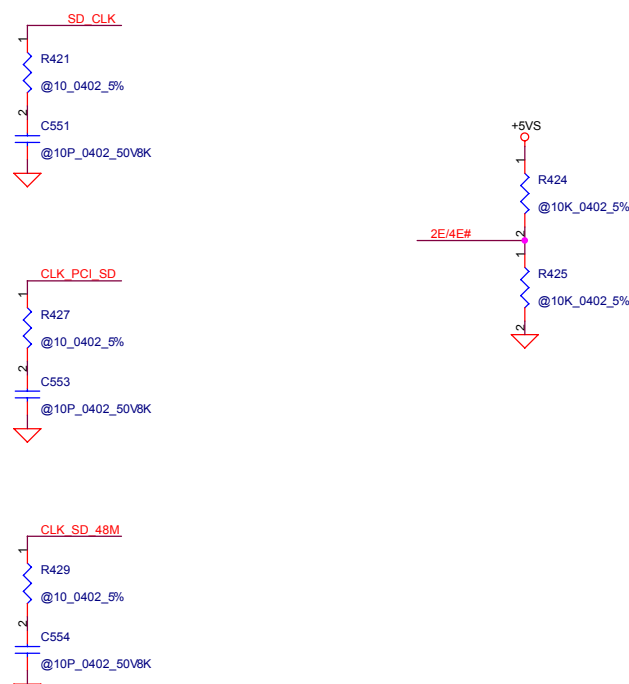 SD_CLK
1
R421
@10_0402_5%
2
C551
@10P_0402_50V8K
+5VS
1
R424
@10K_0402_5%
2
2E/4E#
1
R425
@10K_0402_5%
2
CLK_PCI_SD
1
R427
@10_0402_5%
2
C553
@10P_0402_50V8K
CLK_SD_48M
1
R429
@10_0402_5%
2
C554
@10P_0402_50V8K